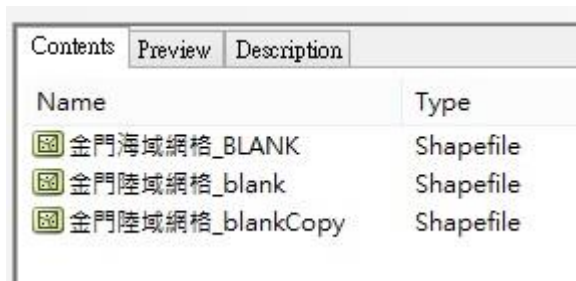 Contents Preview Description
Name Type
金門海域網格_BLANK Shapefile
金門陸域網格_blank Shapefile
金門陸域網格_blankCopy Shapefile